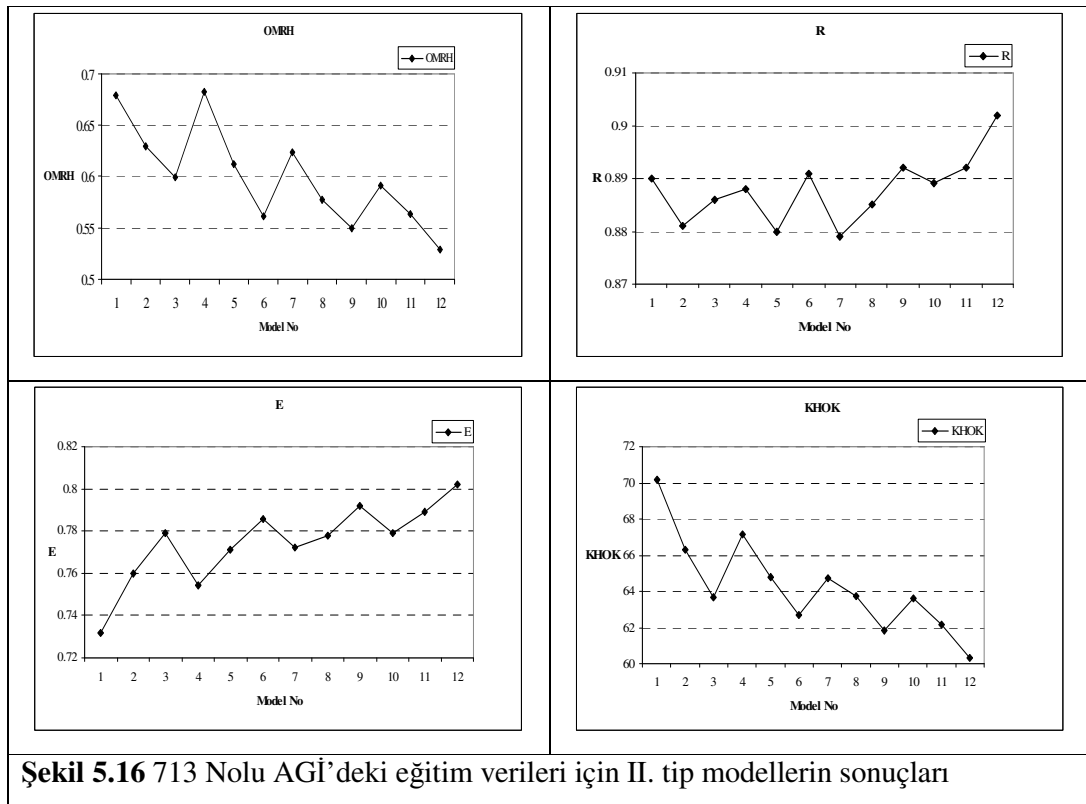 OMRH
OMRH
0.7
0.65
0.6
OMRH
0.55
0.5
1 2 3 4 5 6 7 8 9 10 11 12
Model No
R
R
0.91
0.9
R 0.89
0.88
0.87
1 2 3 4 5 6 7 8 9 10 11 12
Model No
E
E
0.82
0.8
0.78
E
0.76
0.74
0.72
1 2 3 4 5 6 7 8 9 10 11 12
Model No
KHOK
KHOK
72
70
68
KHOK 66
64
62
60
1 2 3 4 5 6 7 8 9 10 11 12
Model No
Şekil 5.16 713 Nolu AGİ’deki eğitim verileri için II. tip modellerin sonuçları